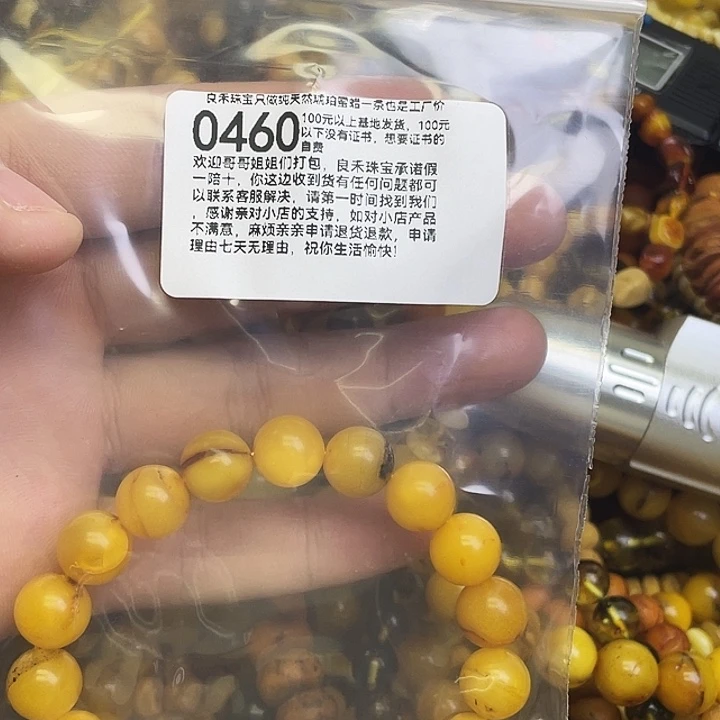 良禾珠宝只做纯天然琥珀蜜蜡一条也是工厂价
0460
100元以上基地发货，100元
以下没有证书，想要证书的
自费
欢迎哥哥姐姐们打包，良禾珠宝承诺假
一陪十，你这边收到货有任何问题都可
以联系客服解决，请第一时间找到我们
，感谢亲对小店的支持，如对小店产品
不满意，麻烦亲亲申请退货退款，申请
理由七天无理由，祝你生活愉快！